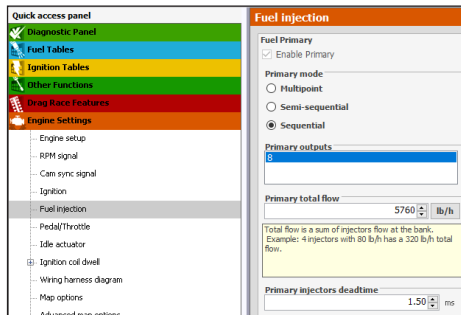 Quick access panel
Diagnostic Panel
Fuel Tables
Ignition Tables
Other Functions
Drag Race Features
Engine Settings
Engine setup
RPM signal
Cam sync signal
Ignition
Fuel injection
Pedal/Throttle
Idle actuator
Ignition coil dwell
Wiring harness diagram
Map options
Advanced map options
Fuel injection
Fuel Primary
Enable Primary
Primary mode
Multipoint
Semi-sequential
Sequential
Primary outputs
8
Primary total flow
5760 lb/h
Total flow is a sum of injectors flow at the bank.
Example: 4 injectors with 80 lb/h has a 320 lb/h total
flow.
Primary injectors deadtime
1.50 ms